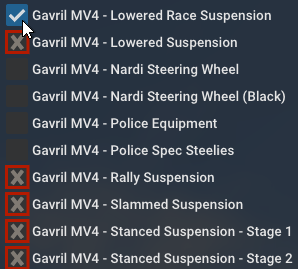 Gavril MV4 - Lowered Race Suspension
Gavril MV4 - Lowered Suspension
Gavril MV4 - Nardi Steering Wheel
Gavril MV4 - Nardi Steering Wheel (Black)
Gavril MV4 - Police Equipment
Gavril MV4 - Police Spec Steelies
Gavril MV4 - Rally Suspension
Gavril MV4 - Slammed Suspension
Gavril MV4 - Stanced Suspension - Stage 1
Gavril MV4 - Stanced Suspension - Stage 2